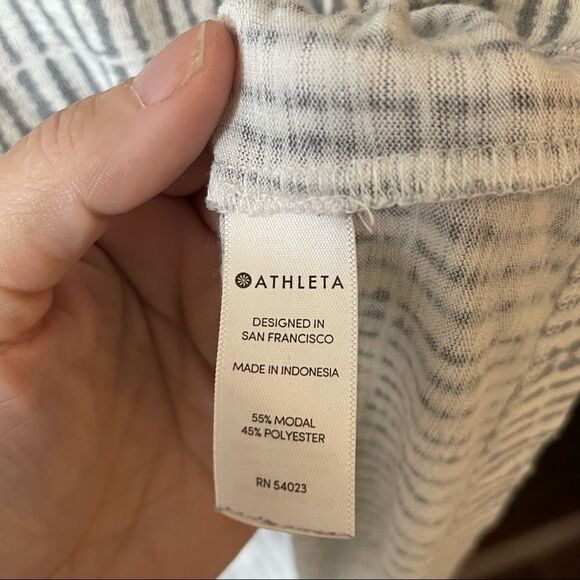 ATHLETA
DESIGNED IN
SAN FRANCISCO
MADE IN INDONESIA
55% MODAL
45% POLYESTER
RN 54023